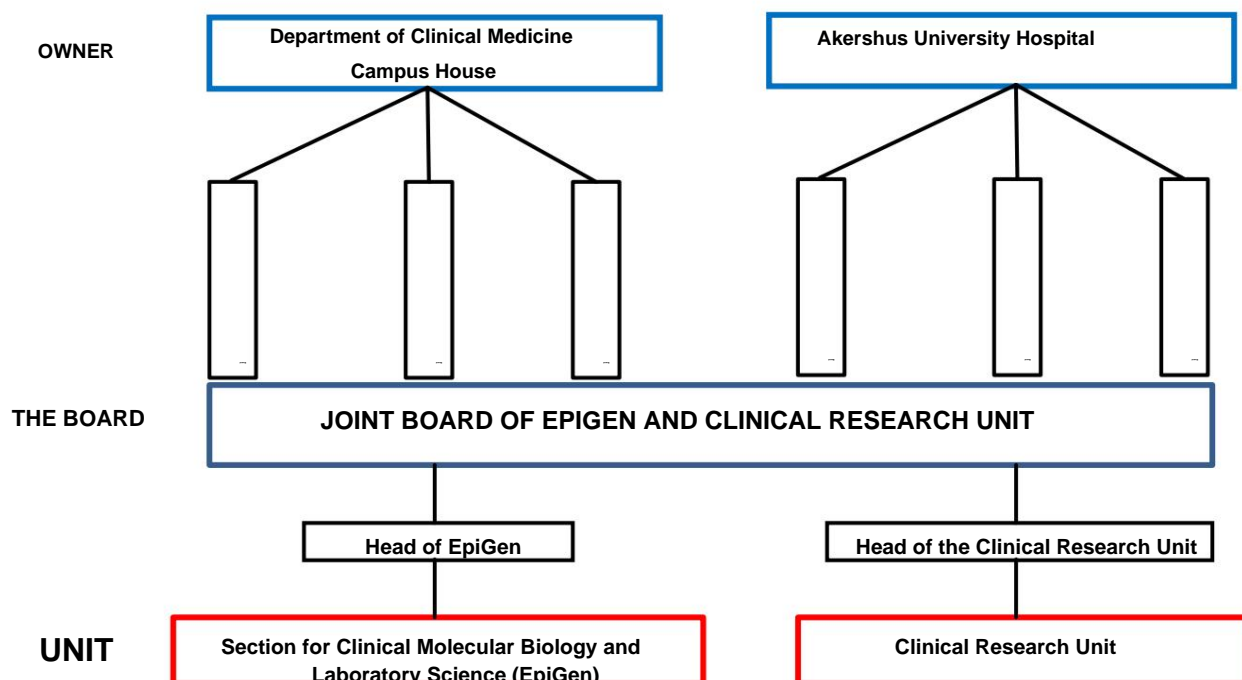 OWNER
Department of Clinical Medicine
Campus House
Akershus University Hospital
THE BOARD
JOINT BOARD OF EPIGEN AND CLINICAL RESEARCH UNIT
Head of EpiGen
Head of the Clinical Research Unit
UNIT
Section for Clinical Molecular Biology and
Laboratory Science (EpiGen)
Clinical Research Unit